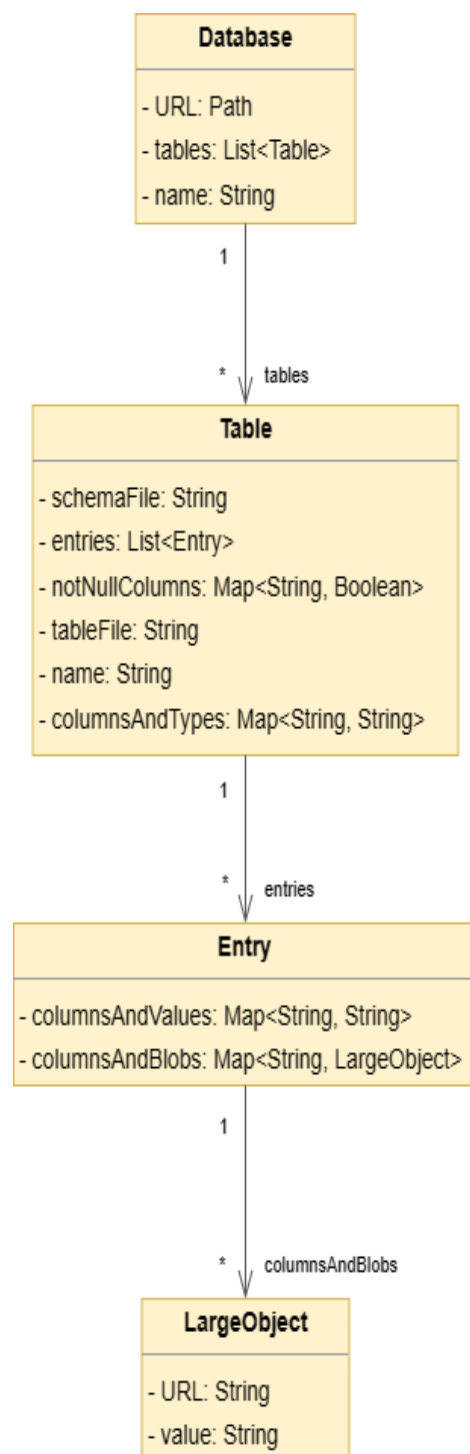 Database
- URL: Path
- tables: List<Table>
- name: String
1
* tables
Table
- schemaFile: String
- entries: List<Entry>
- notNullColumns: Map<String, Boolean>
- tableFile: String
- name: String
- columnsAndTypes: Map<String, String>
1
* entries
Entry
- columnsAndValues: Map<String, String>
- columnsAndBlobs: Map<String, LargeObject>
1
* columnsAndBlobs
LargeObject
- URL: String
- value: String